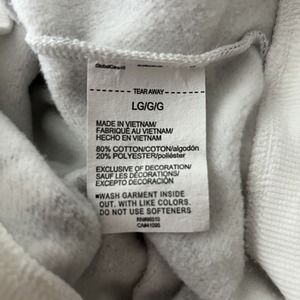 TEAR AWAY
LG/G/G
MADE IN VIETNAM/
FABRIQUÉ AU VIETNAM/
HECHO EN VIETNAM
80% COTTON/COTON/algodón
20% POLYESTER/poliéster
EXCLUSIVE OF DECORATION/
SAUF LES DECORATIONS/
EXCEPTO DECORACIÓN
WASH GARMENT INSIDE
OUT. WITH LIKE COLORS.
DO NOT USE SOFTENERS